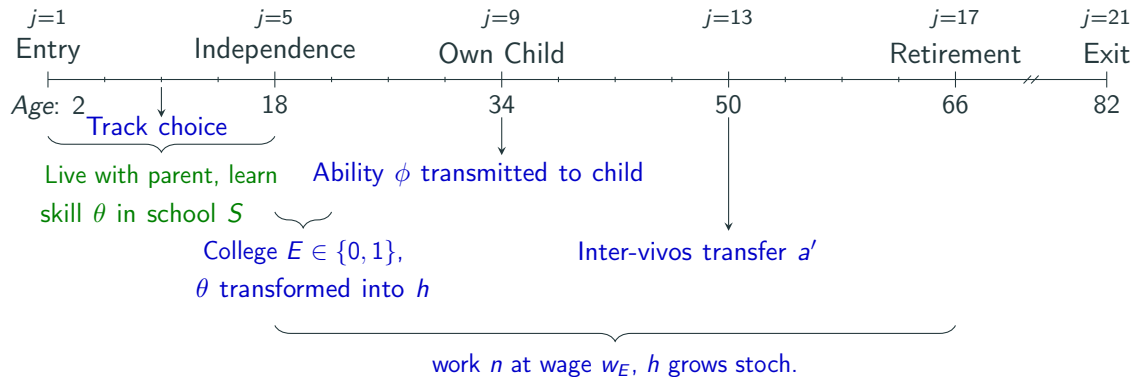 j=1 j=5 j=9 j=13 j=17 j=21
Entry Independence Own Child Retirement Exit
Age: 2 18 34 50 66 82
Track choice
Live with parent, learn
skill θ in school S
Ability ϕ transmitted to child
College E ∈ {0, 1},
θ transformed into h
Inter-vivos transfer a′
work n at wage w_E, h grows stoch.